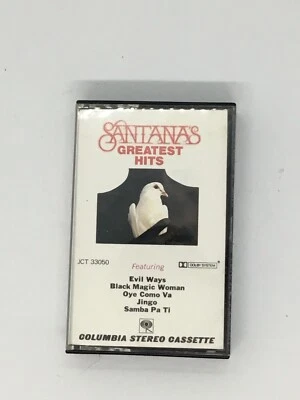 SANTANA'S
GREATEST
HITS
Featuring
JCT 33050
DOLBY SYSTEM
Evil Ways
Black Magic Woman
Oye Como Va
Jingo
Samba Pa Ti
COLUMBIA STEREO CASSETTE